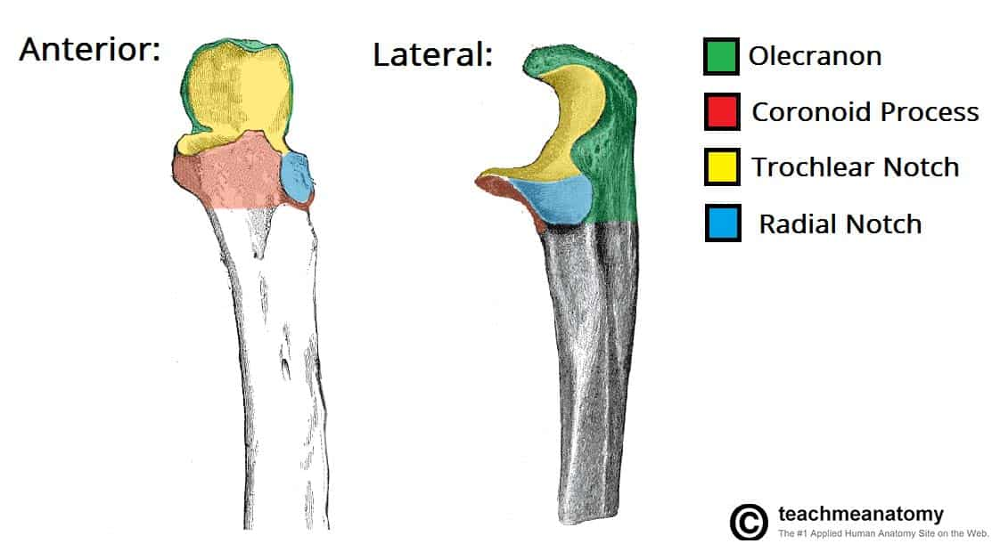 Anterior:
Lateral:
Olecranon
Coronoid Process
Trochlear Notch
Radial Notch
© teachmeanatomy
The #1 Applied Human Anatomy Site on the Web.